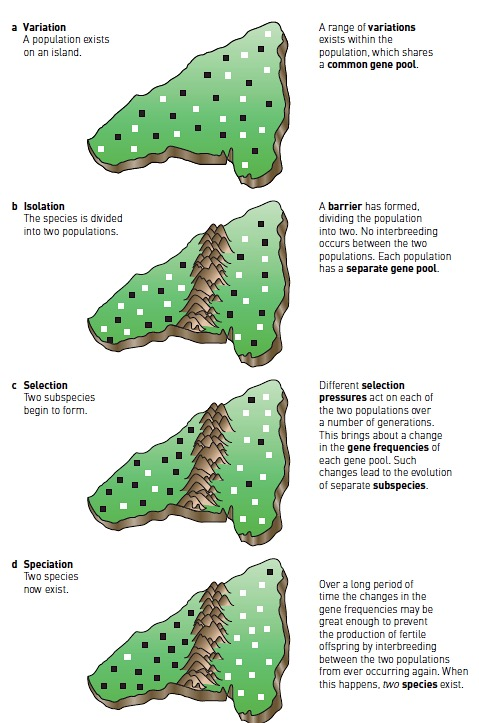 a Variation
A population exists
on an island.
A range of variations
exists within the
population, which shares
a common gene pool.
b Isolation
The species is divided
into two populations.
A barrier has formed,
dividing the population
into two. No interbreeding
occurs between the two
populations. Each population
has a separate gene pool.
c Selection
Two subspecies
begin to form.
Different selection
pressures act on each of
the two populations over
a number of generations.
This brings about a change
in the gene frequencies of
each gene pool. Such
changes lead to the evolution
of separate subspecies.
d Speciation
Two species
now exist.
Over a long period of
time the changes in the
gene frequencies may be
great enough to prevent
the production of fertile
offspring by interbreeding
between the two populations
from ever occurring again. When
this happens, two species exist.